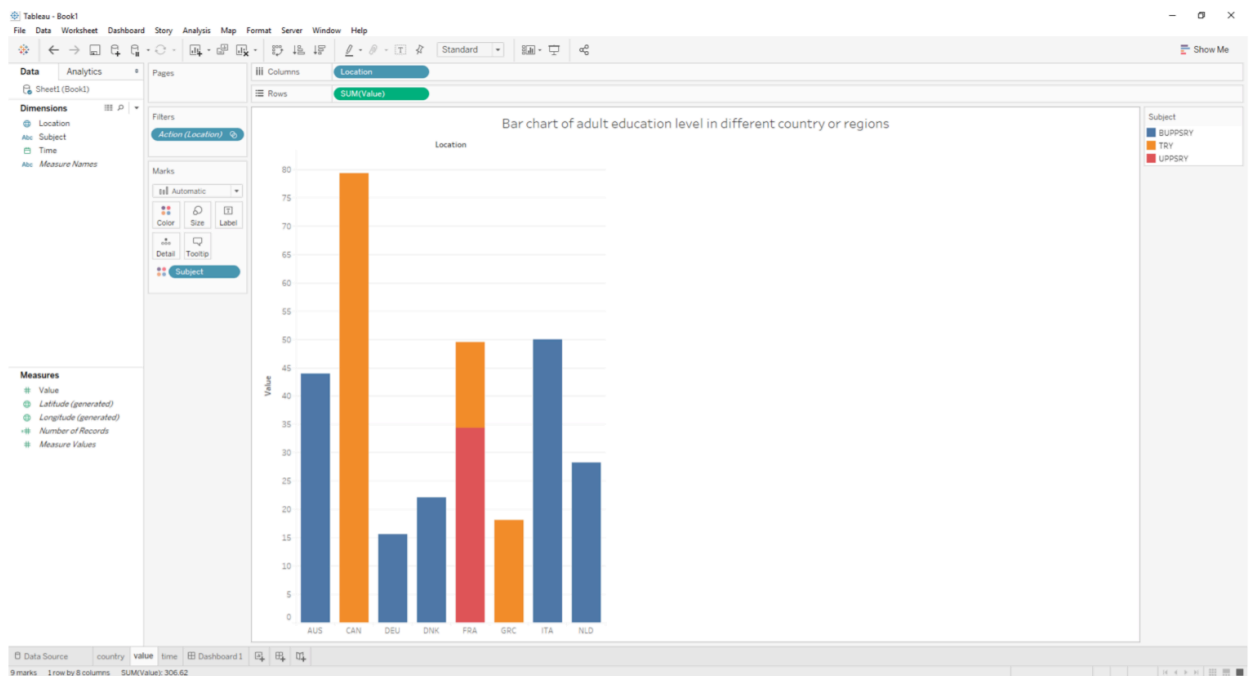 Tableau - Book1
File Data Worksheet Dashboard Story Analysis Map Format Server Window Help
Standard
Show Me
Data Analytics
Sheet1 (Book1)
Dimensions
Location
Abc Subject
Time
Abc Measure Names
Measures
# Value
Latitude (generated)
Longitude (generated)
=# Number of Records
# Measure Values
Pages
Filters
Action (Location)
Marks
Automatic
Color Size Label
Detail Tooltip
Subject
Columns Location
Rows SUM(Value)
Bar chart of adult education level in different country or regions
Location
80
75
70
65
60
55
50
45
40
35
30
25
20
15
10
5
0
Value
AUS CAN DEU DNK FRA GRC ITA NLD
Subject
BUPPSRY
TRY
UPPSRY
Data Source country value time Dashboard 1
9 marks 1 row by 8 columns SUM(Value): 306.62